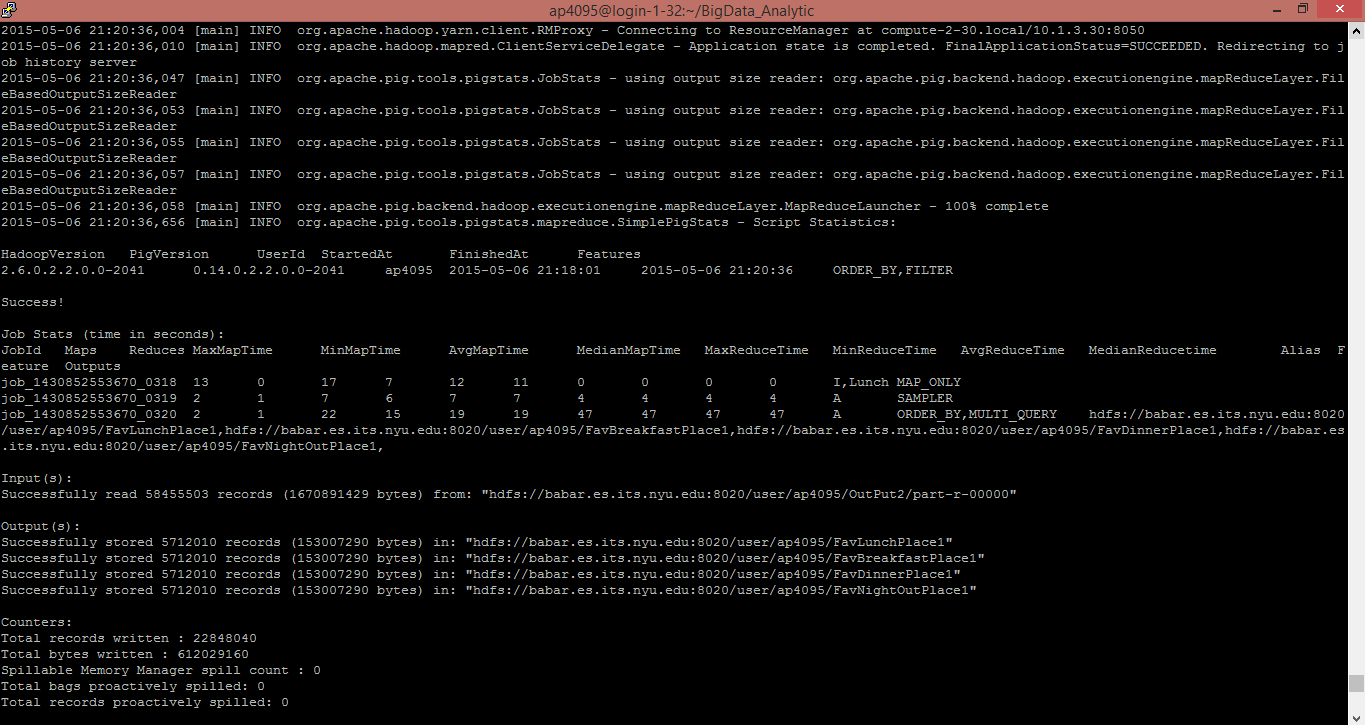 ap4095@login-1-32:~/BigData_Analytic
2015-05-06 21:20:36,004 [main] INFO  org.apache.hadoop.yarn.client.RMProxy - Connecting to ResourceManager at compute-2-30.local/10.1.3.30:8050
2015-05-06 21:20:36,010 [main] INFO  org.apache.hadoop.mapred.ClientServiceDelegate - Application state is completed. FinalApplicationStatus=SUCCEEDED. Redirecting to j
ob history server
2015-05-06 21:20:36,047 [main] INFO  org.apache.pig.tools.pigstats.JobStats - using output size reader: org.apache.pig.backend.hadoop.executionengine.mapReduceLayer.Fil
eBasedOutputSizeReader
2015-05-06 21:20:36,053 [main] INFO  org.apache.pig.tools.pigstats.JobStats - using output size reader: org.apache.pig.backend.hadoop.executionengine.mapReduceLayer.Fil
eBasedOutputSizeReader
2015-05-06 21:20:36,055 [main] INFO  org.apache.pig.tools.pigstats.JobStats - using output size reader: org.apache.pig.backend.hadoop.executionengine.mapReduceLayer.Fil
eBasedOutputSizeReader
2015-05-06 21:20:36,057 [main] INFO  org.apache.pig.tools.pigstats.JobStats - using output size reader: org.apache.pig.backend.hadoop.executionengine.mapReduceLayer.Fil
eBasedOutputSizeReader
2015-05-06 21:20:36,058 [main] INFO  org.apache.pig.backend.hadoop.executionengine.mapReduceLayer.MapReduceLauncher - 100% complete
2015-05-06 21:20:36,656 [main] INFO  org.apache.pig.tools.pigstats.mapreduce.SimplePigStats - Script Statistics:
HadoopVersion   PigVersion      UserId  StartedAt       FinishedAt      Features
2.6.0.2.2.0.0-2041      0.14.0.2.2.0.0-2041     ap4095  2015-05-06 21:18:01     2015-05-06 21:20:36     ORDER_BY,FILTER
Success!
Job Stats (time in seconds):
JobId   Maps    Reduces MaxMapTime      MinMapTime      AvgMapTime      MedianMapTime   MaxReduceTime   MinReduceTime   AvgReduceTime   MedianReducetime        Alias  F
eature  Outputs
job_1430852553670_0318  13      0       17      7       12      11      0       0       0       0       I,Lunch MAP_ONLY
job_1430852553670_0319  2       1       7       6       7       7       4       4       4       4       A       SAMPLER
job_1430852553670_0320  2       1       22      15      19      19      47      47      47      47      A       ORDER_BY,MULTI_QUERY    hdfs://babar.es.its.nyu.edu:8020
/user/ap4095/FavLunchPlace1,hdfs://babar.es.its.nyu.edu:8020/user/ap4095/FavBreakfastPlace1,hdfs://babar.es.its.nyu.edu:8020/user/ap4095/FavDinnerPlace1,hdfs://babar.es
.its.nyu.edu:8020/user/ap4095/FavNightOutPlace1,
Input(s):
Successfully read 58455503 records (1670891429 bytes) from: "hdfs://babar.es.its.nyu.edu:8020/user/ap4095/OutPut2/part-r-00000"
Output(s):
Successfully stored 5712010 records (153007290 bytes) in: "hdfs://babar.es.its.nyu.edu:8020/user/ap4095/FavLunchPlace1"
Successfully stored 5712010 records (153007290 bytes) in: "hdfs://babar.es.its.nyu.edu:8020/user/ap4095/FavBreakfastPlace1"
Successfully stored 5712010 records (153007290 bytes) in: "hdfs://babar.es.its.nyu.edu:8020/user/ap4095/FavDinnerPlace1"
Successfully stored 5712010 records (153007290 bytes) in: "hdfs://babar.es.its.nyu.edu:8020/user/ap4095/FavNightOutPlace1"
Counters:
Total records written : 22848040
Total bytes written : 612029160
Spillable Memory Manager spill count : 0
Total bags proactively spilled: 0
Total records proactively spilled: 0